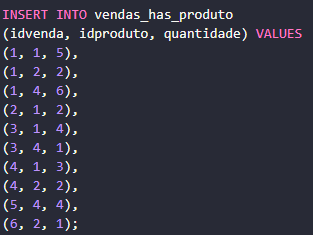 INSERT INTO vendas_has_produto
(idvenda, idproduto, quantidade) VALUES
(1, 1, 5),
(1, 2, 2),
(1, 4, 6),
(2, 1, 2),
(3, 1, 4),
(3, 4, 1),
(4, 1, 3),
(4, 2, 2),
(5, 4, 4),
(6, 2, 1);